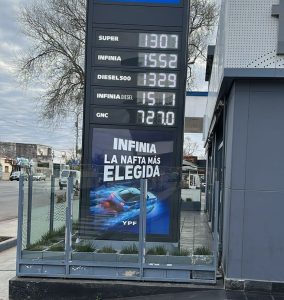 SUPER 1307
INFINIA 1552
DIESEL500 1329
INFINIA DIESEL 1511
GNC 727.0
INFINIA
LA NAFTA MÁS
ELEGIDA
YPF